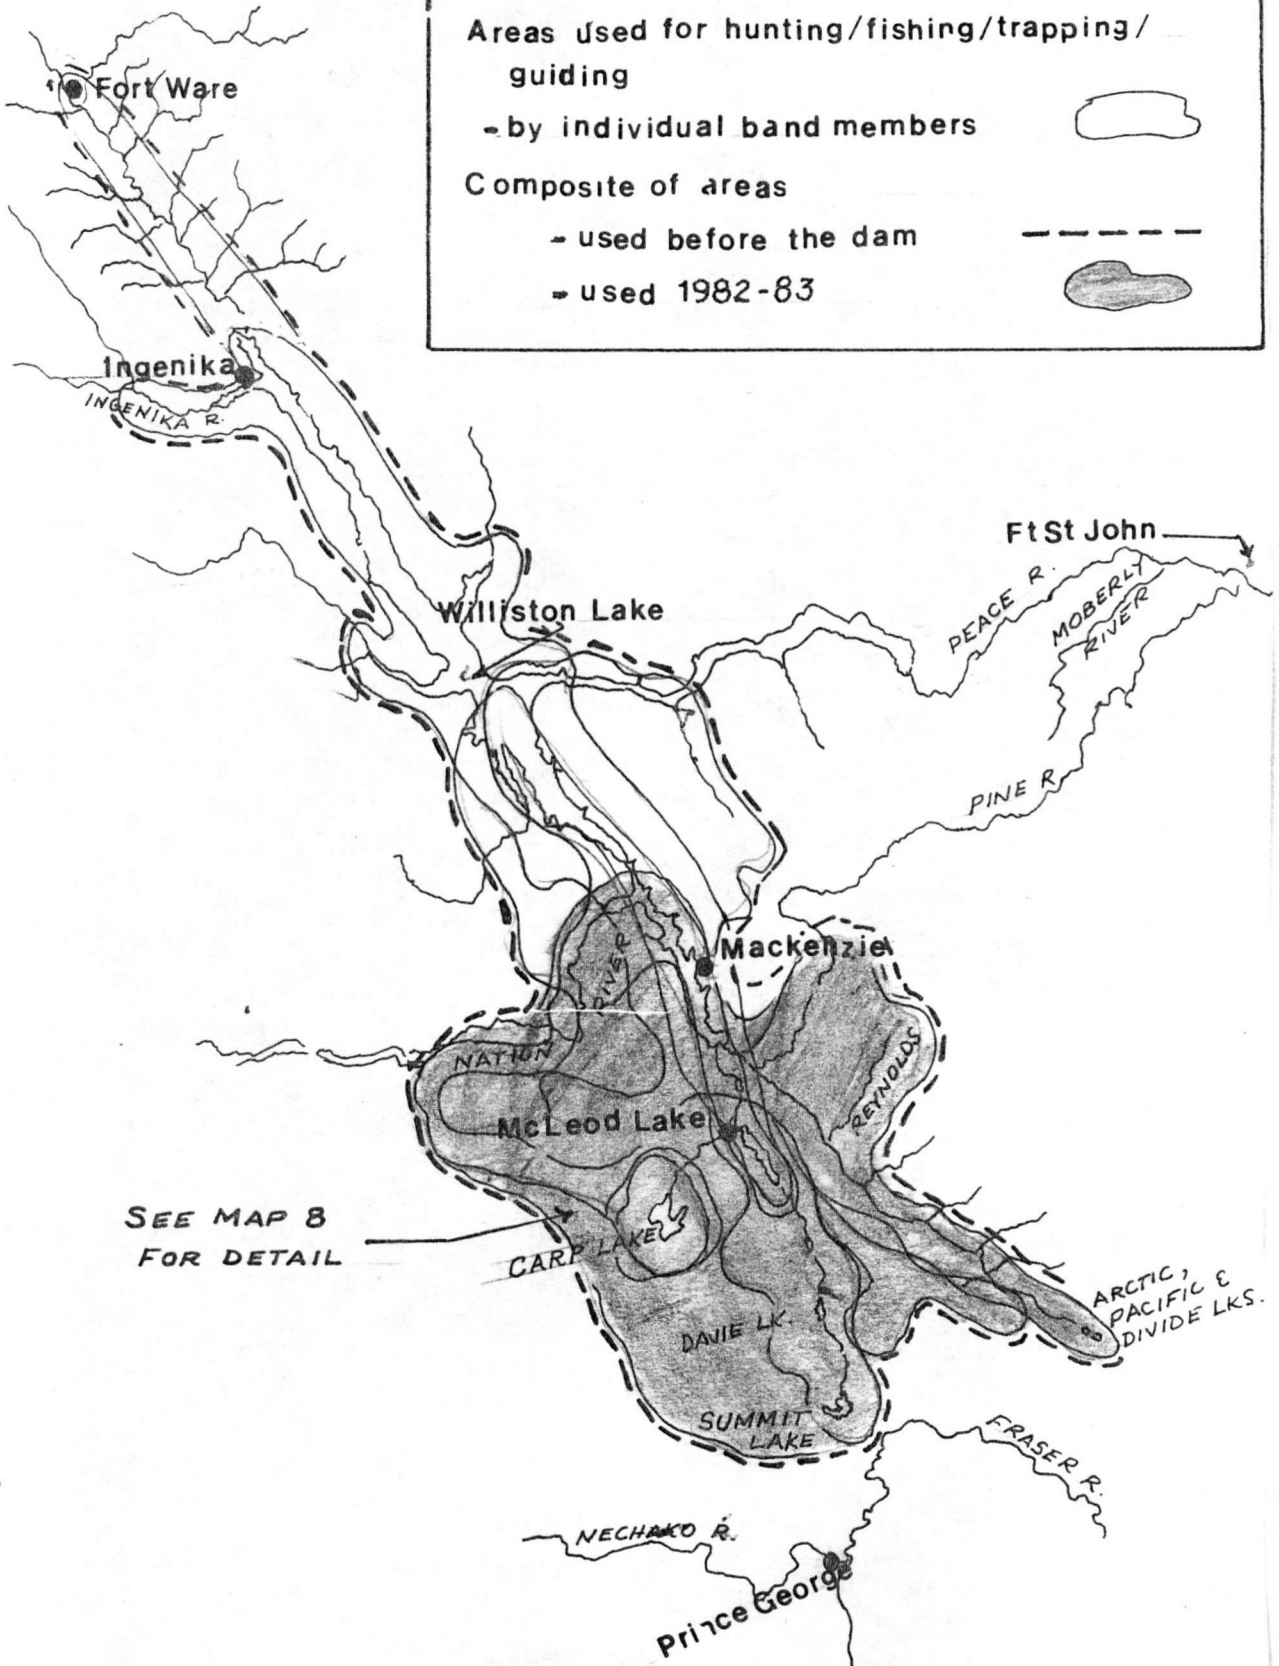 Areas used for hunting/fishing/trapping/
guiding
- by individual band members
Composite of areas
- used before the dam
- used 1982-83
Fort Ware
Ingenika
INGENIKA R.
Ft St John
PEACE R.
MOBERLY
RIVER
Williston Lake
PINE R.
Mackenzie
RIVER
NATION
REYNOLDS
McLeod Lake
SEE MAP 8
FOR DETAIL
CARP LAKE
ARCTIC,
PACIFIC &
DIVIDE LKS.
DAVIE LK.
SUMMIT
LAKE
FRASER R.
NECHAKO R.
Prince George